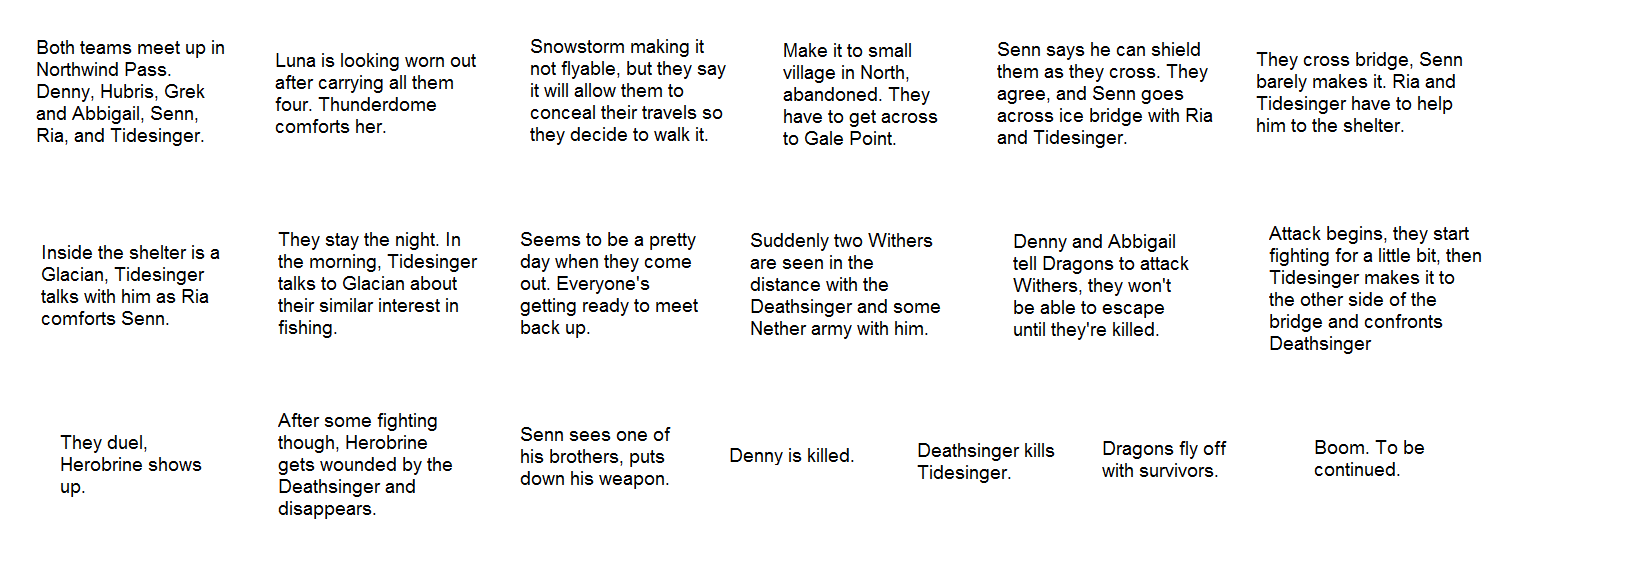 Both teams meet up in
Northwind Pass.
Denny, Hubris, Grek
and Abbigail, Senn,
Ria, and Tidesinger.
Luna is looking worn out
after carrying all them
four. Thunderdome
comforts her.
Snowstorm making it
not flyable, but they say
it will allow them to
conceal their travels so
they decide to walk it.
Make it to small
village in North,
abandoned. They
have to get across
to Gale Point.
Senn says he can shield
them as they cross. They
agree, and Senn goes
across ice bridge with Ria
and Tidesinger.
They cross bridge, Senn
barely makes it. Ria and
Tidesinger have to help
him to the shelter.
Inside the shelter is a
Glacian, Tidesinger
talks with him as Ria
comforts Senn.
They stay the night. In
the morning, Tidesinger
talks to Glacian about
their similar interest in
fishing.
Seems to be a pretty
day when they come
out. Everyone's
getting ready to meet
back up.
Suddenly two Withers
are seen in the
distance with the
Deathsinger and some
Nether army with him.
Denny and Abbigail
tell Dragons to attack
Withers, they won't
be able to escape
until they're killed.
Attack begins, they start
fighting for a little bit, then
Tidesinger makes it to
the other side of the
bridge and confronts
Deathsinger
They duel,
Herobrine shows
up.
After some fighting
though, Herobrine
gets wounded by the
Deathsinger and
disappears.
Senn sees one of
his brothers, puts
down his weapon.
Denny is killed.
Deathsinger kills
Tidesinger.
Dragons fly off
with survivors.
Boom. To be
continued.